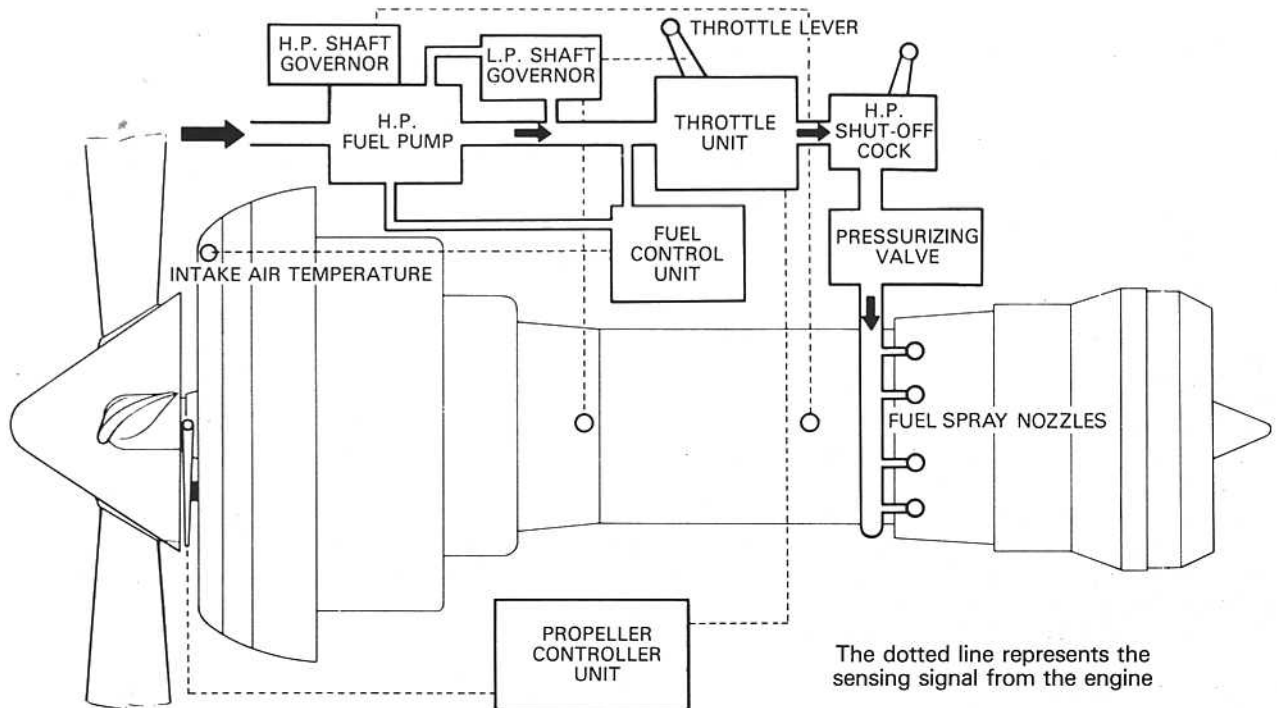 THROTTLE LEVER
H.P. SHAFT
GOVERNOR
L.P. SHAFT
GOVERNOR
H.P.
FUEL PUMP
THROTTLE
UNIT
H.P.
SHUT-OFF
COCK
FUEL
CONTROL
UNIT
PRESSURIZING
VALVE
INTAKE AIR TEMPERATURE
FUEL SPRAY NOZZLES
PROPELLER
CONTROLLER
UNIT
The dotted line represents the
sensing signal from the engine